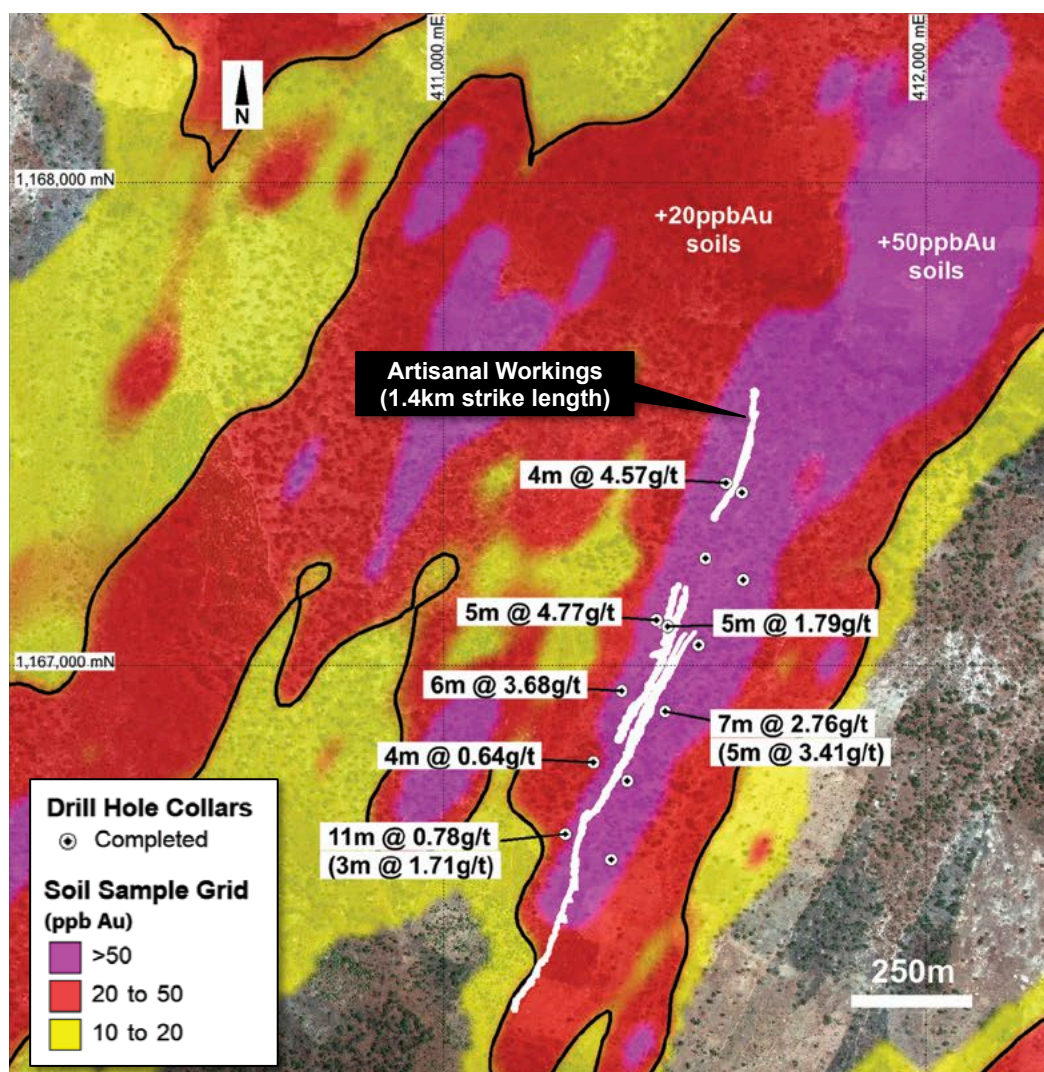 411,000 mE
412,000 mE
N
1,168,000 mN
+20ppbAu
soils
+50ppbAu
soils
Artisanal Workings
(1.4km strike length)
4m @ 4.57g/t
5m @ 4.77g/t
5m @ 1.79g/t
1,167,000 mN
6m @ 3.68g/t
7m @ 2.76g/t
(5m @ 3.41g/t)
4m @ 0.64g/t
11m @ 0.78g/t
(3m @ 1.71g/t)
Drill Hole Collars
Completed
Soil Sample Grid
(ppb Au)
>50
20 to 50
10 to 20
250m